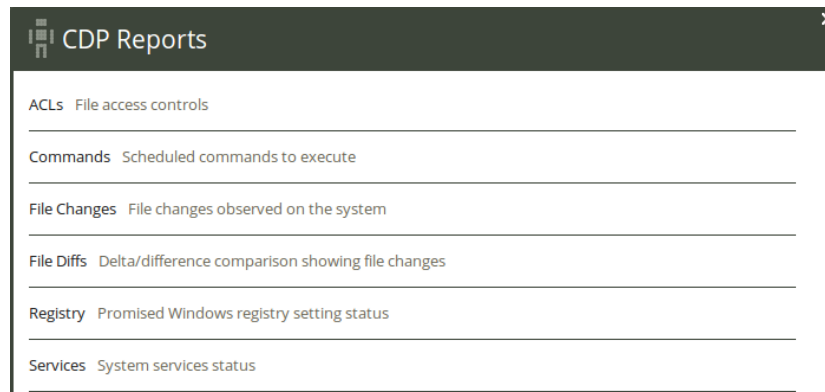 CDP Reports
ACLs File access controls
Commands Scheduled commands to execute
File Changes File changes observed on the system
File Diffs Delta/difference comparison showing file changes
Registry Promised Windows registry setting status
Services System services status